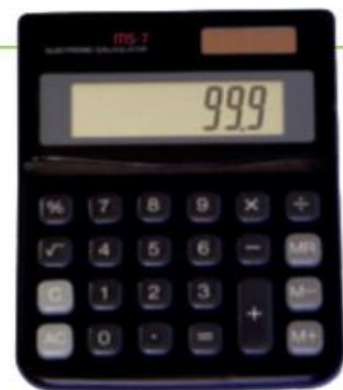 MS-7
ELECTRONIC CALCULATOR
99.9
% 7 8 9 × ÷
√ 4 5 6 − MR
C 1 2 3 M−
+
AC 0 · = M+